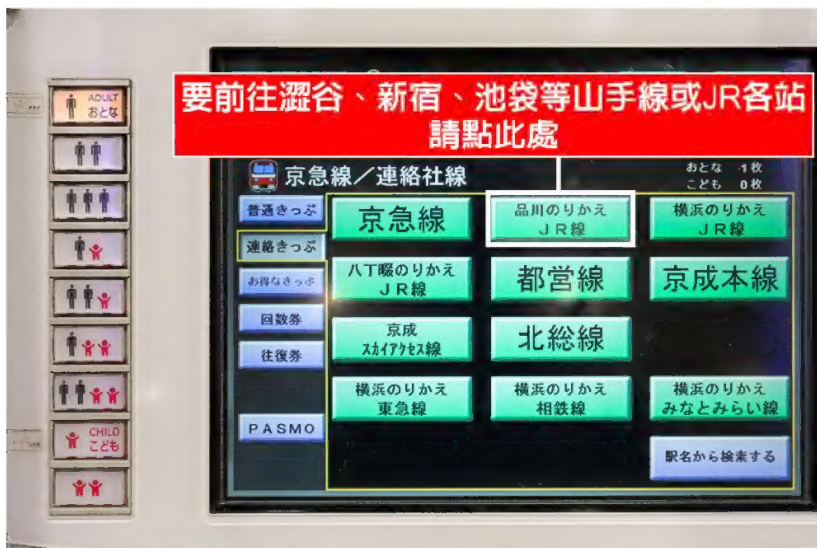 要前往澀谷、新宿、池袋等山手線或JR各站
請點此處
ADULT
おとな
京急線／連絡社線
おとな 1枚
こども 0枚
普通きっぷ
連絡きっぷ
お得なきっぷ
回数券
往復券
PASMO
京急線
品川のりかえ
JR線
横浜のりかえ
JR線
八丁畷のりかえ
JR線
都営線
京成本線
京成
スカイアクセス線
北総線
横浜のりかえ
東急線
横浜のりかえ
相鉄線
横浜のりかえ
みなとみらい線
駅名から検索する
CHILD
こども